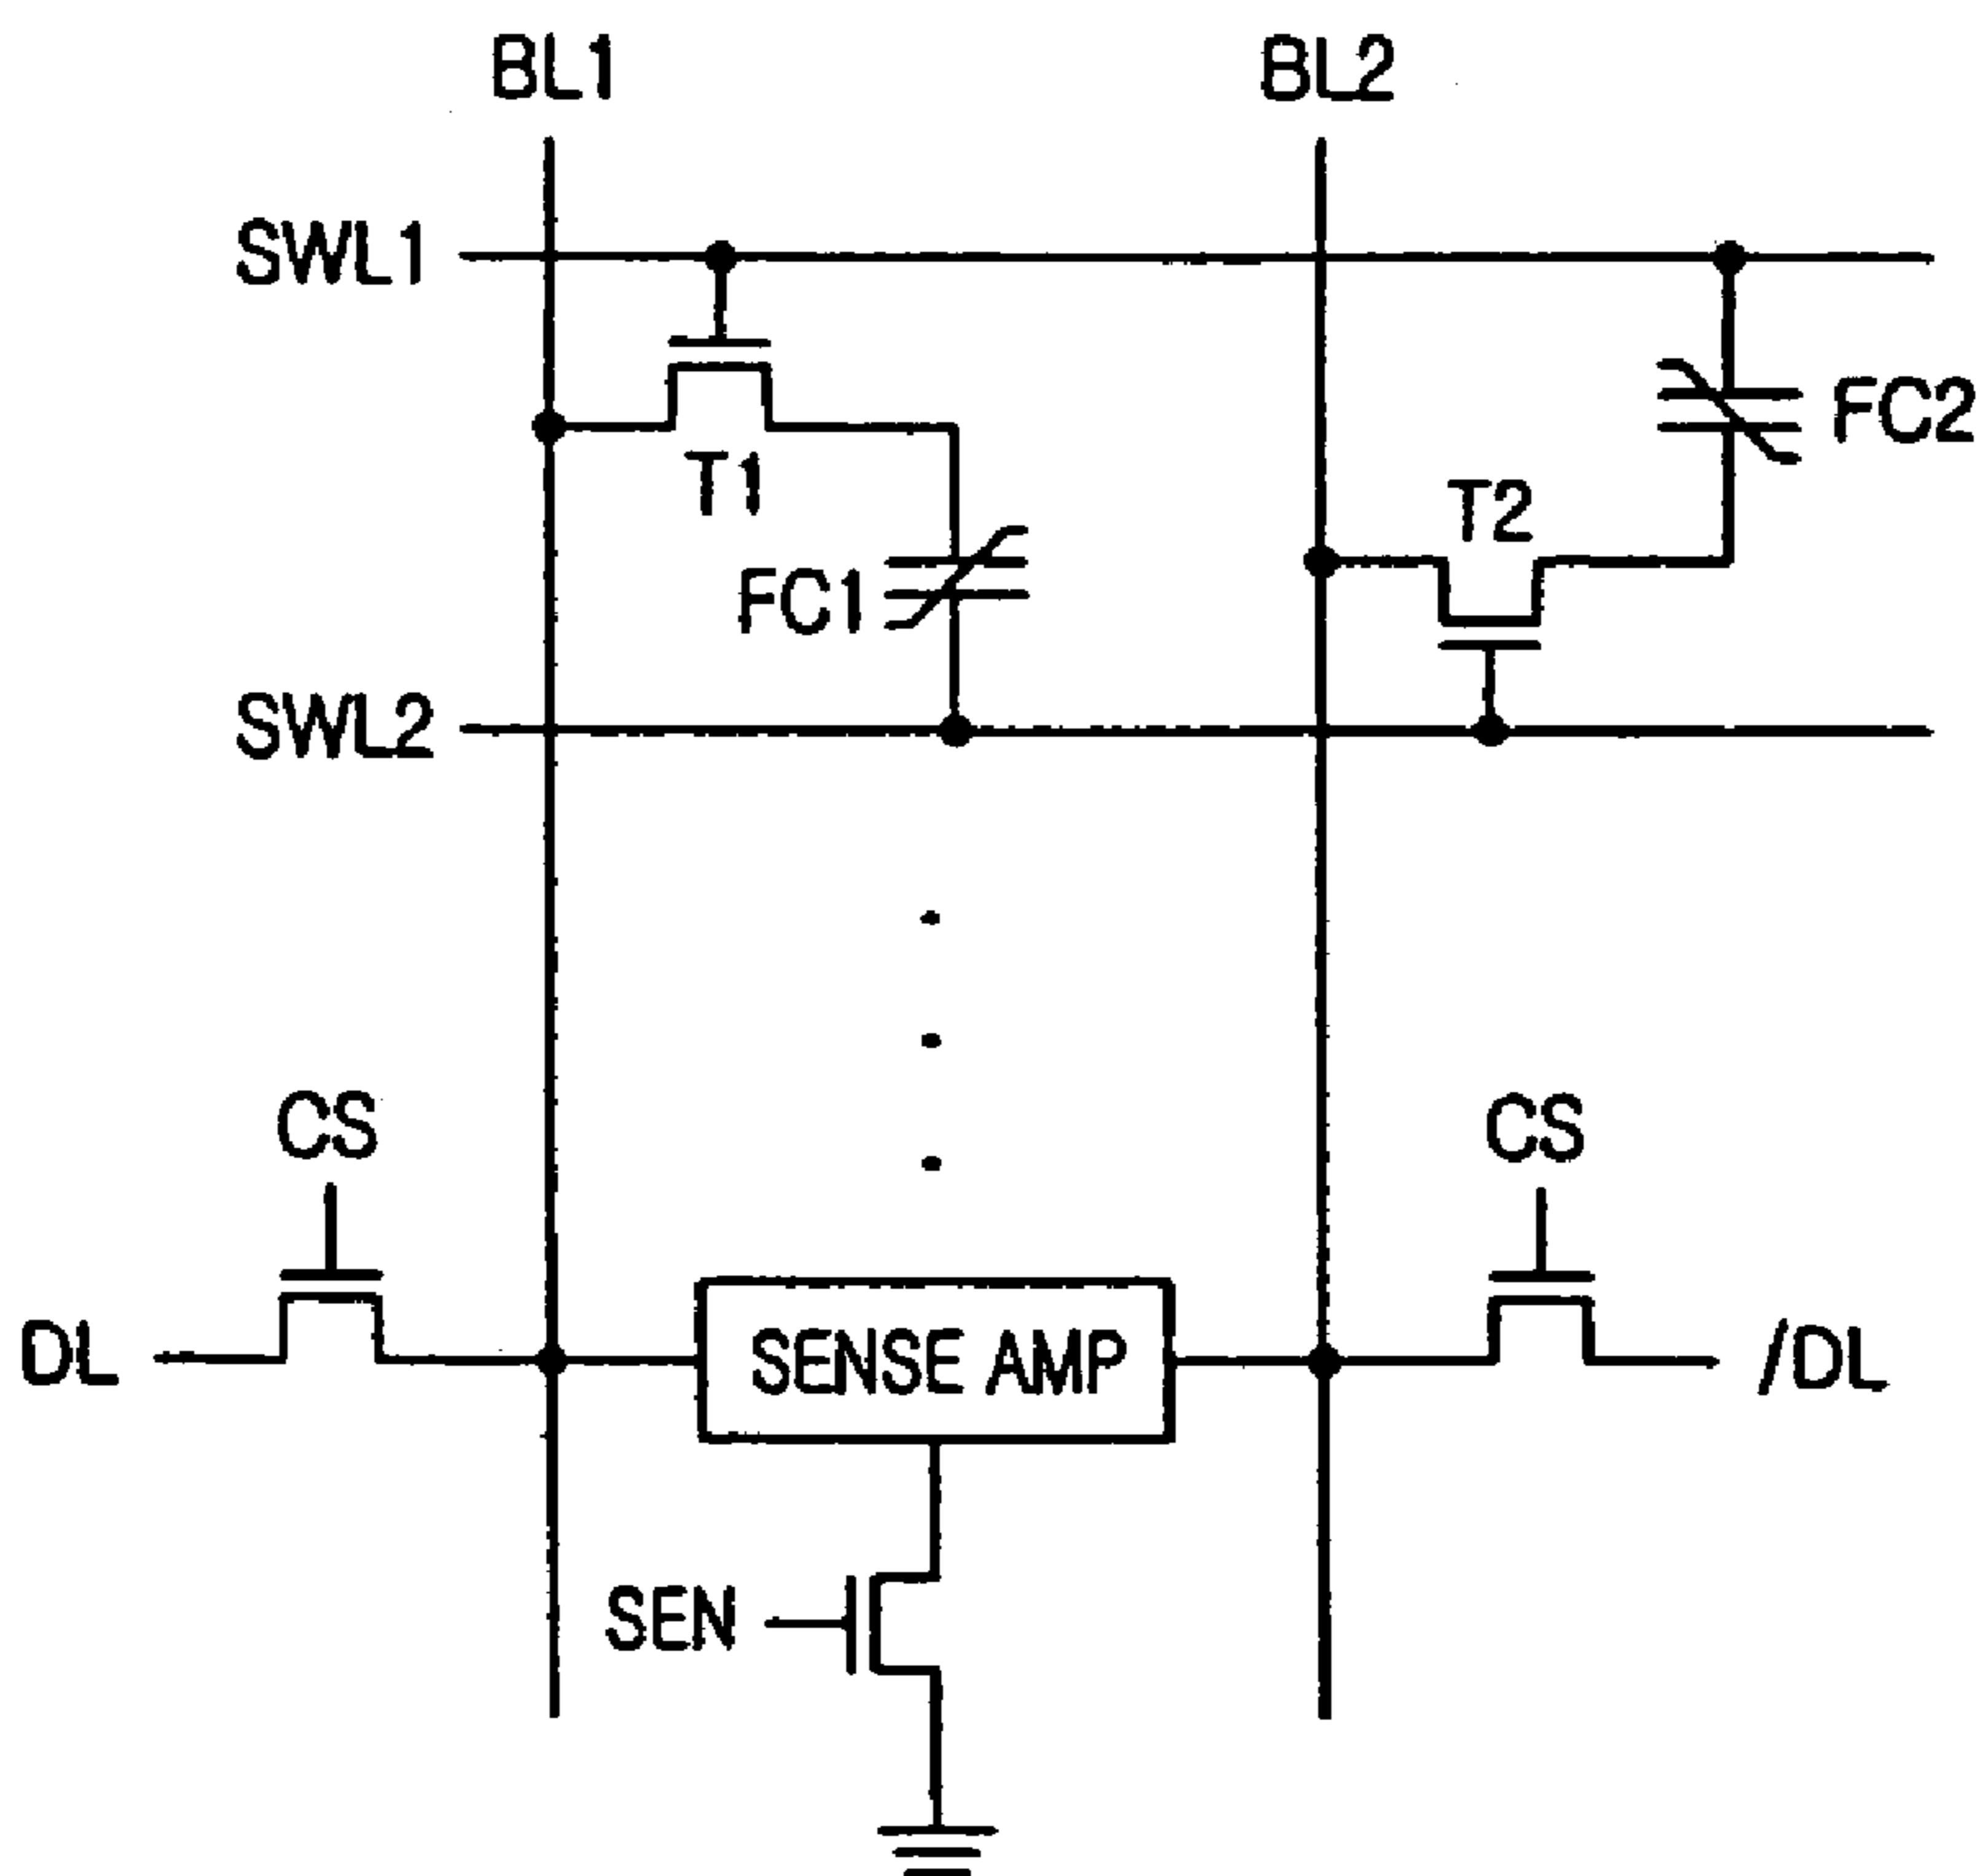 BL1 BL2
SWL1
FC2
T1
T2
FC1
SWL2
CS CS
DL SENSE AMP /DL
SEN